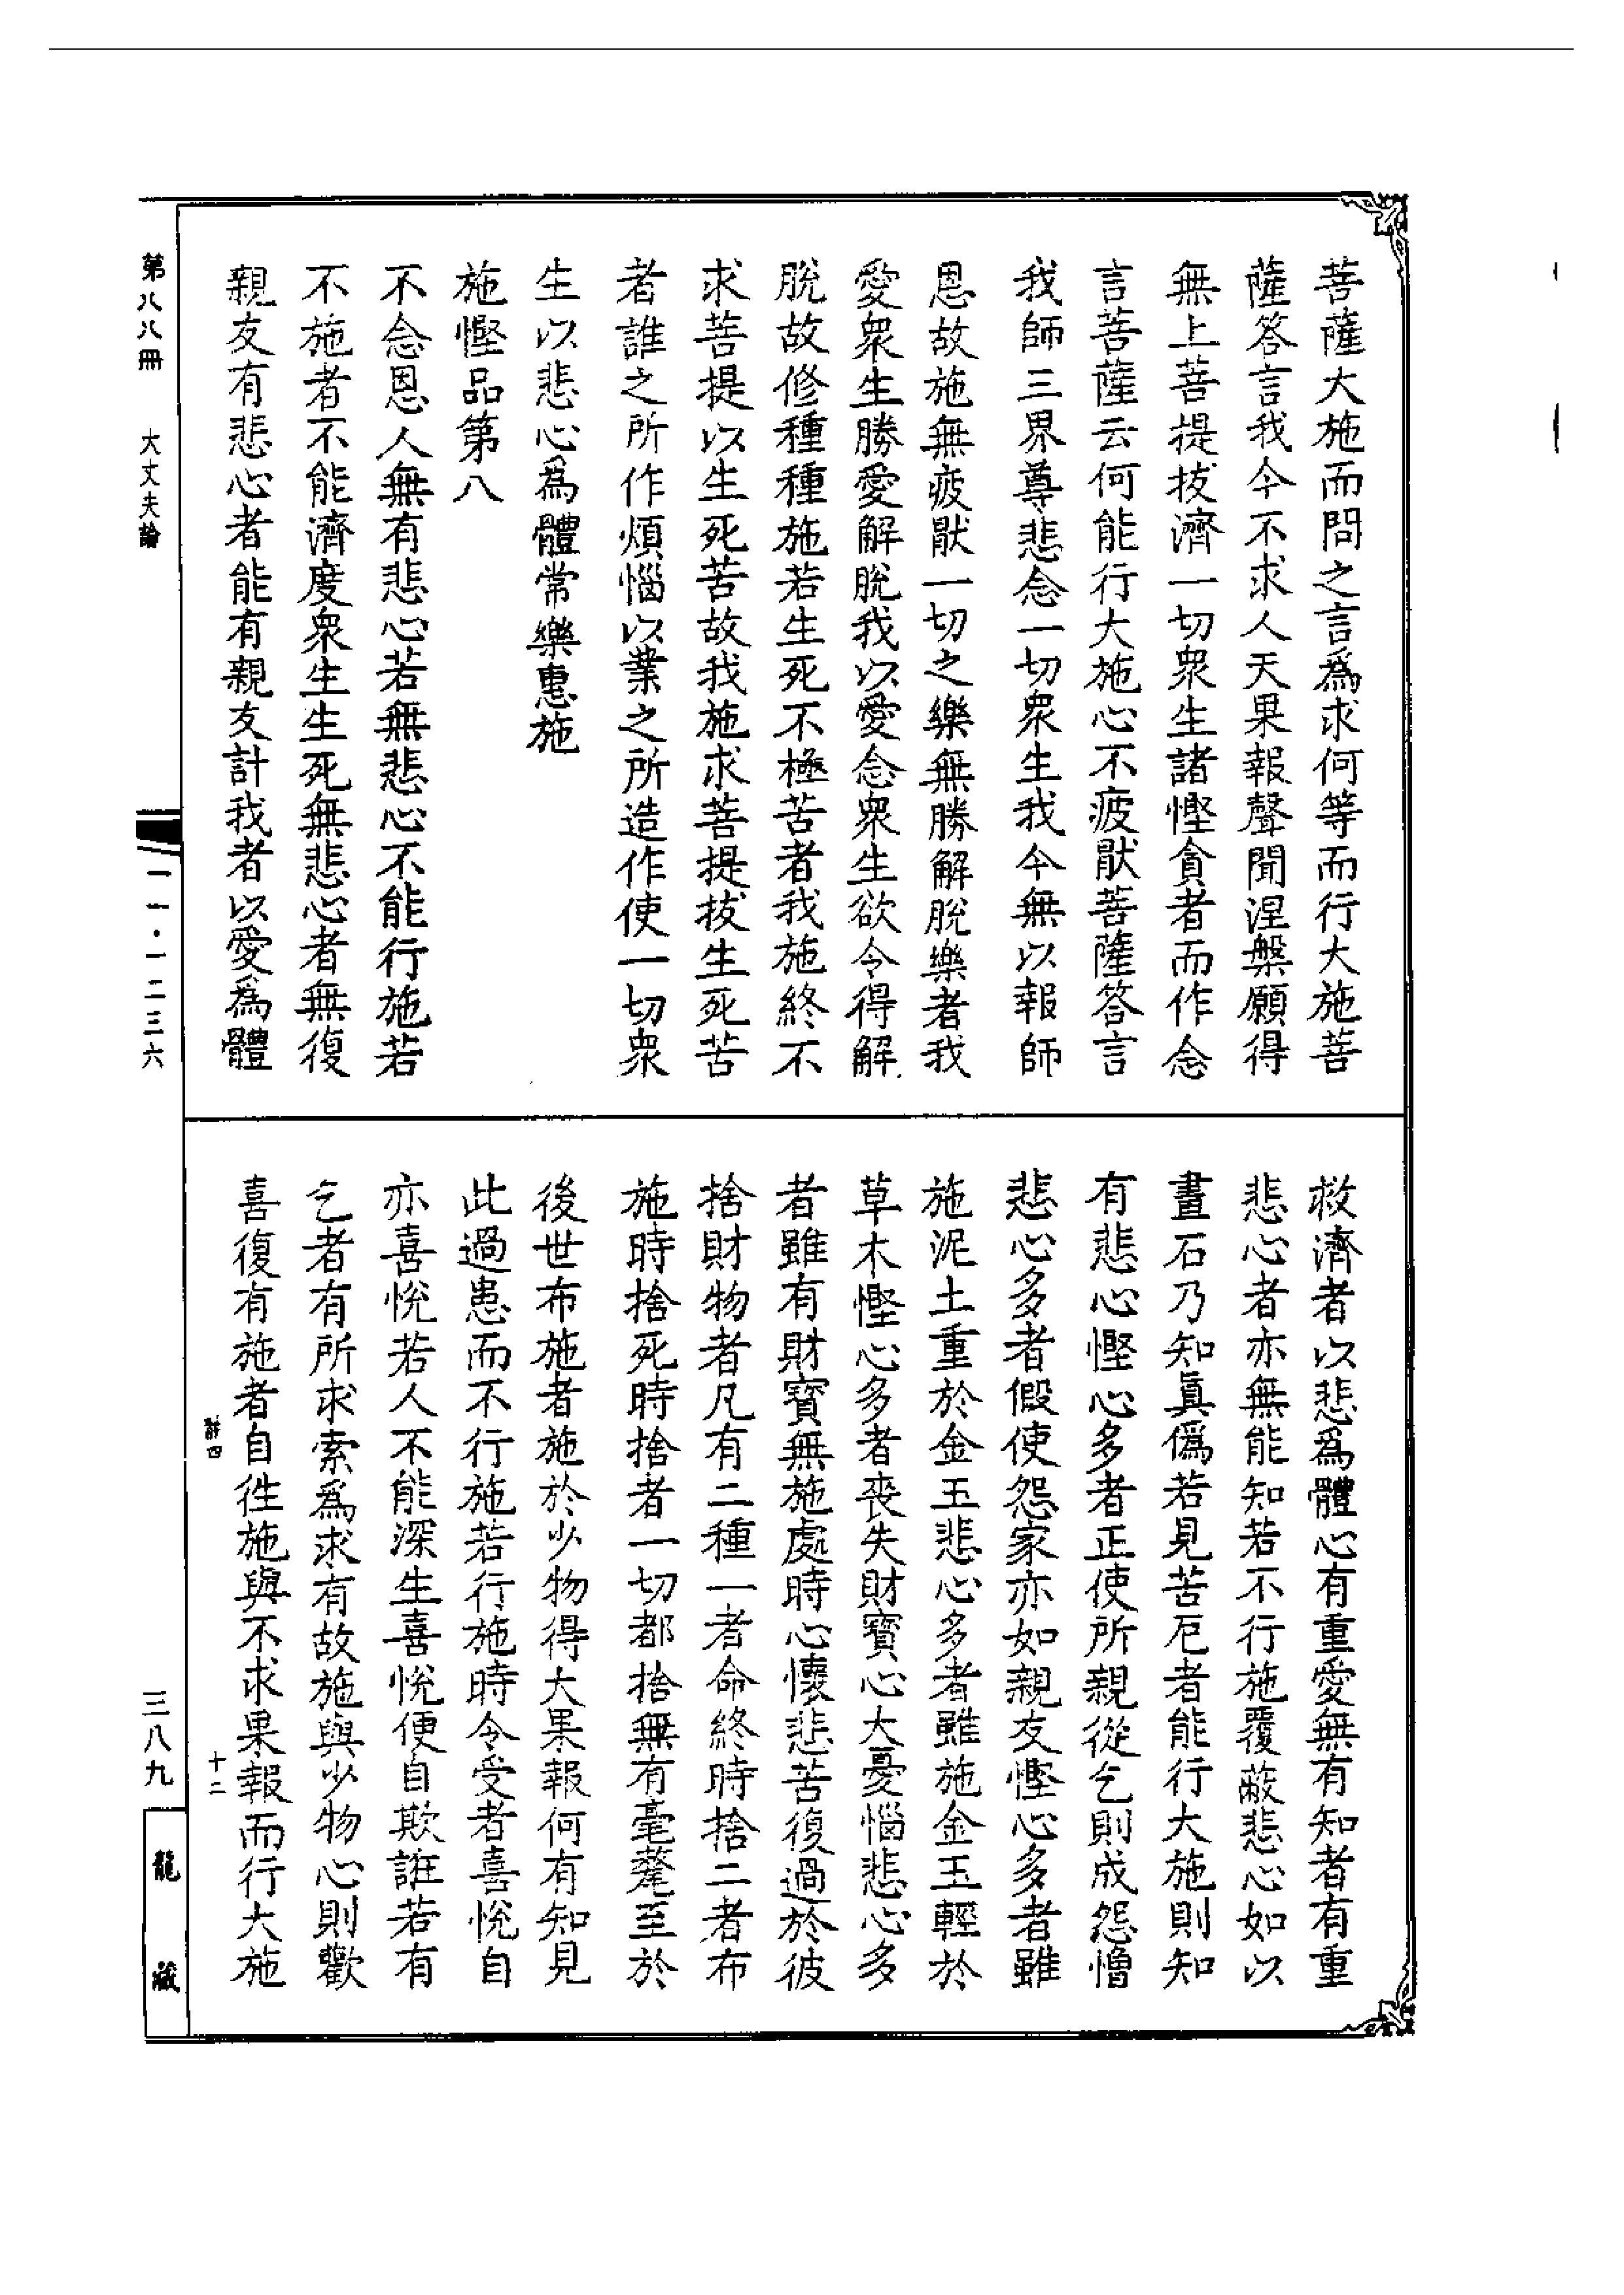 菩薩大施而問之言爲求何等而行大施菩
薩答言我今不求人天果報聲聞涅槃願得
無上菩提拔濟一切衆生諸慳貪者而作念
言菩薩云何能行大施心不疲猒菩薩答言
我師三界尊悲念一切衆生我今無以報師
恩故施無疲猒一切之樂無勝解脫樂者我
愛衆生勝愛解脫我以愛念衆生欲令得解
脫故修種種施若生死不極苦者我施終不
求菩提以生死苦故我施求菩提拔生死苦
者誰之所作煩惱以業之所造作使一切衆
生以悲心爲體常樂惠施
施慳品第八
不念恩人無有悲心若無悲心不能行施若
不施者不能濟度衆生生死無悲心者無復
親友有悲心者能有親友計我者以愛爲體
救濟者以悲爲體心有重愛無有知者有重
悲心者亦無能知若不行施覆蔽悲心如以
畫石乃知眞僞若見苦厄者能行大施則知
有悲心慳心多者正使所親從乞則成怨憎
悲心多者假使怨家亦如親友慳心多者雖
施泥土重於金玉悲心多者雖施金玉輕於
草木慳心多者喪失財寶心大憂惱悲心多
者雖有財寶無施處時心懷悲苦復過於彼
捨財物者凡有二種一者命終時捨二者布
施時捨死時捨者一切都捨無有毫氂至於
後世布施者施於少物得大果報何有知見
此過患而不行施若行施時令受者喜悅自
亦喜悅若人不能深生喜悅便自欺誑若有
乞者有所求索爲求有故施與少物心則歡
喜復有施者自徃施與不求果報而行大施
第八八冊
大丈夫論
一一·一二三六
三八九
龍藏
十二